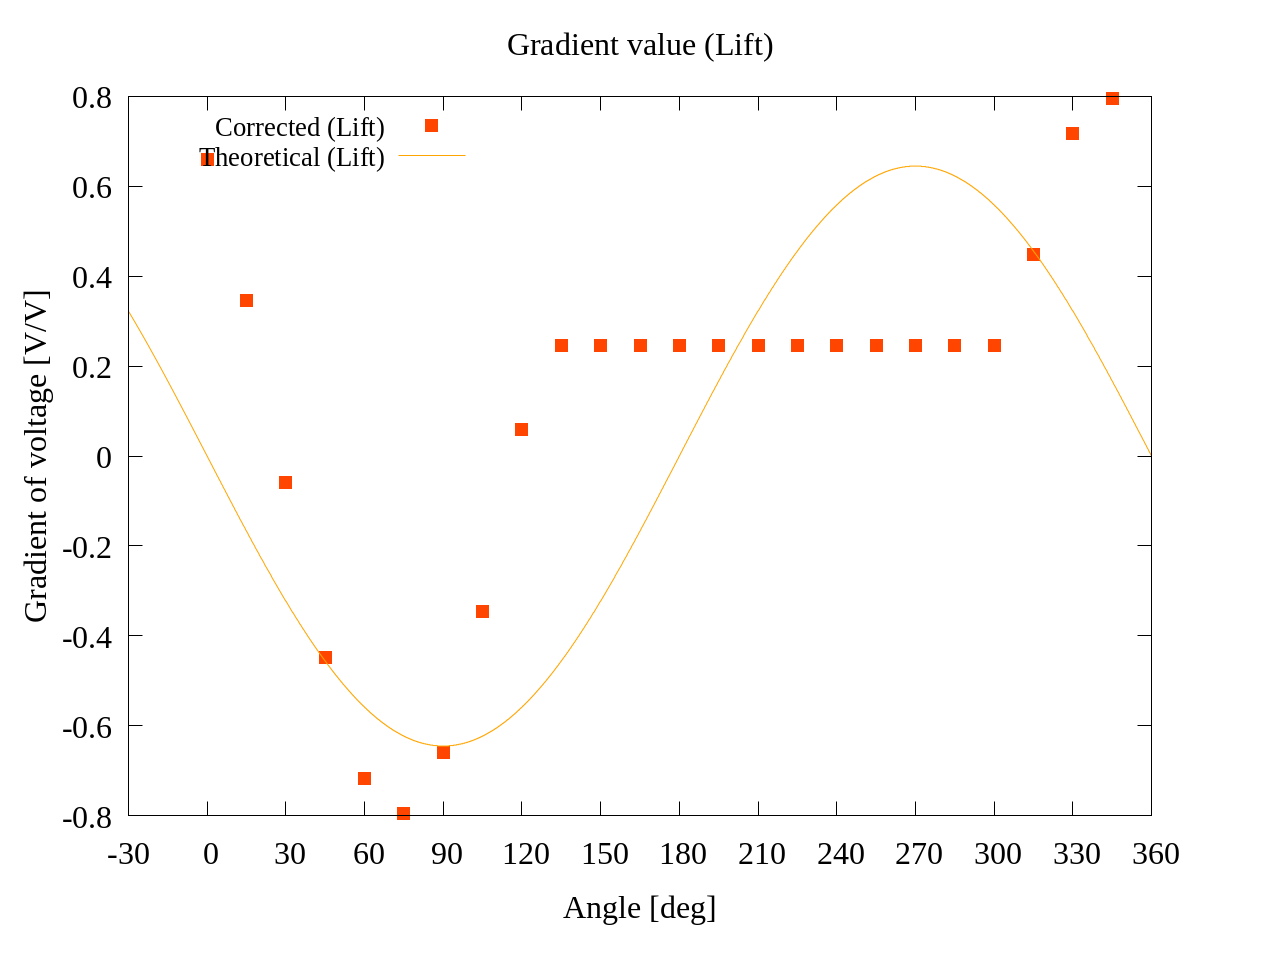 Gradient value (Lift)
Corrected (Lift)
Theoretical (Lift)
Gradient of voltage [V/V]
0.8
0.6
0.4
0.2
0
-0.2
-0.4
-0.6
-0.8
-30 0 30 60 90 120 150 180 210 240 270 300 330 360
Angle [deg]